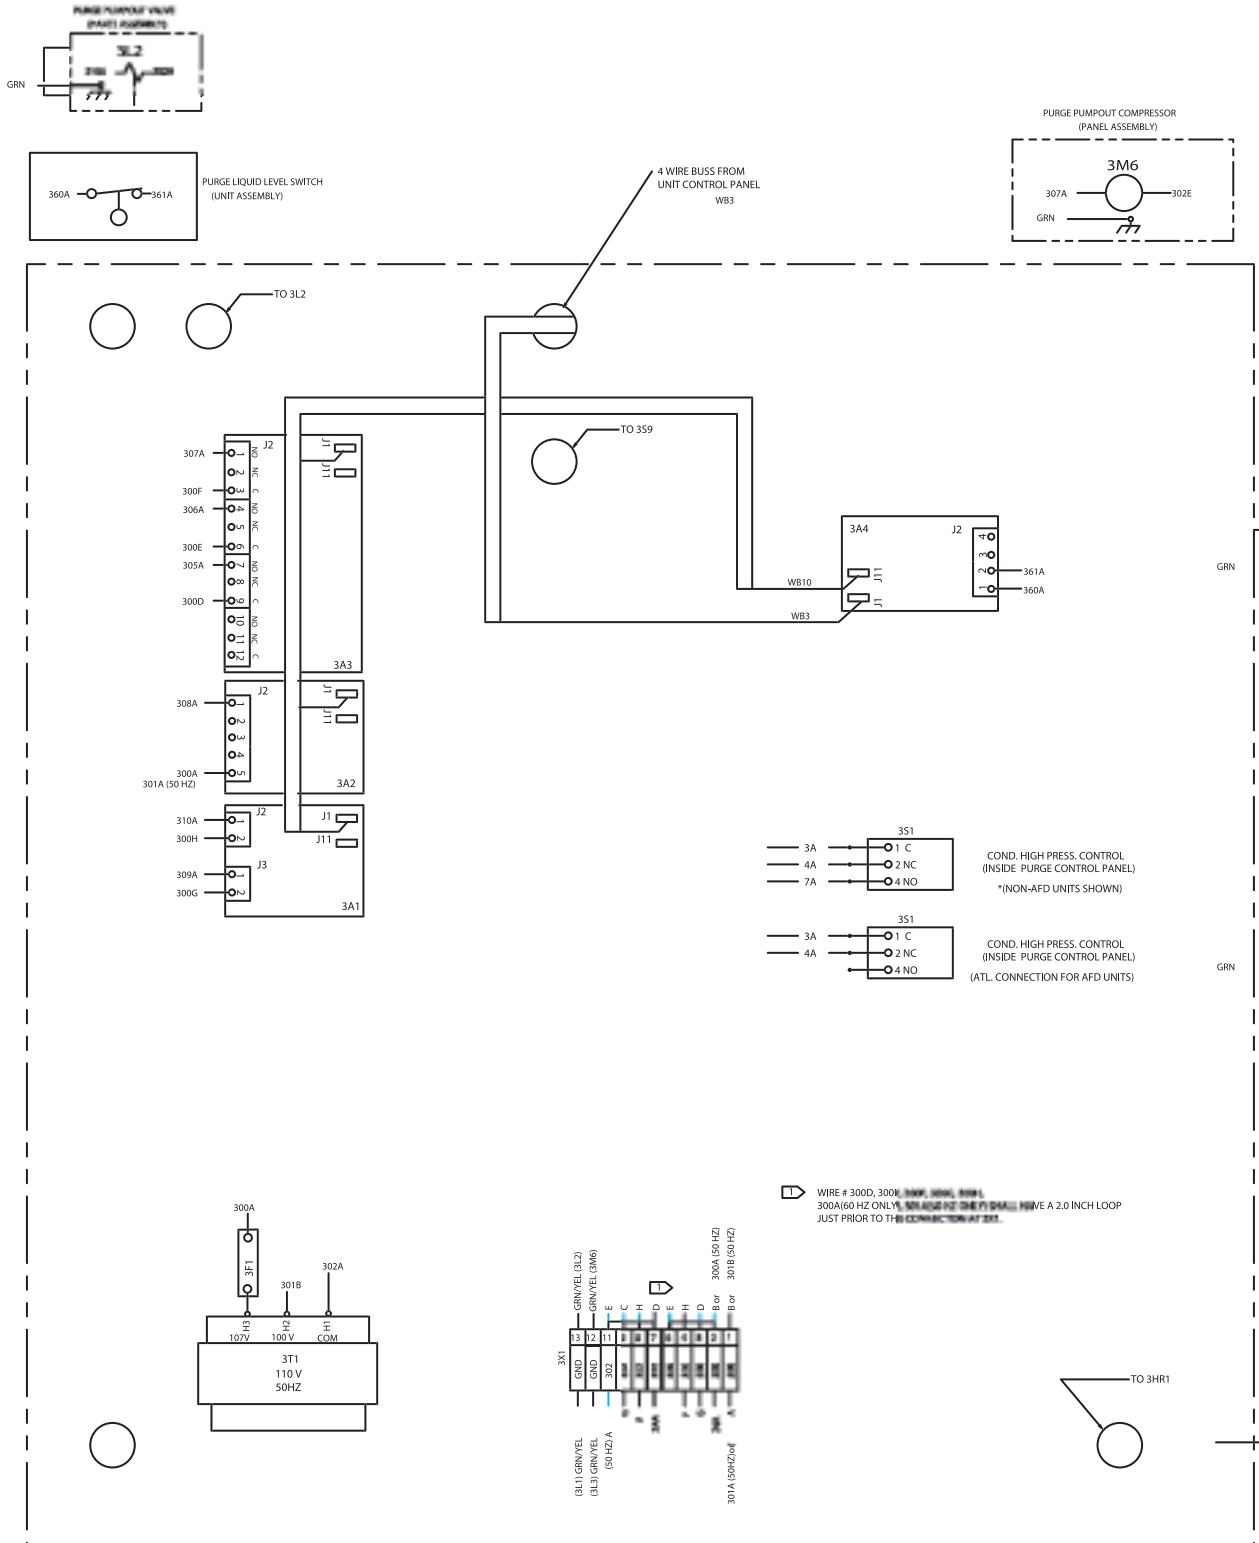 PURGE PUMPOUT VALVE
(PANEL ASSEMBLY)
3L2
GRN
360A
361A
PURGE LIQUID LEVEL SWITCH
(UNIT ASSEMBLY)
4 WIRE BUSS FROM
UNIT CONTROL PANEL
WB3
PURGE PUMPOUT COMPRESSOR
(PANEL ASSEMBLY)
3M6
307A
302E
GRN
TO 3L2
TO 3S9
J2
J1
J11
307A
1
NO
2
NC
300F
3
C
306A
4
NO
5
NC
300E
6
C
305A
7
NO
8
NC
300D
9
C
10
NO
11
NC
12
C
3A3
3A4
J2
4
3
2
361A
1
360A
J11
J1
WB10
WB3
GRN
J2
J1
J11
308A
1
2
3
4
300A
5
301A (50 HZ)
3A2
J2
J1
J11
310A
1
300H
2
J3
309A
1
300G
2
3A1
3S1
3A
1 C
4A
2 NC
7A
4 NO
COND. HIGH PRESS. CONTROL
(INSIDE PURGE CONTROL PANEL)
*(NON-AFD UNITS SHOWN)
3S1
3A
1 C
4A
2 NC
4 NO
COND. HIGH PRESS. CONTROL
(INSIDE PURGE CONTROL PANEL)
(ATL. CONNECTION FOR AFD UNITS)
GRN
1
WIRE # 300D, 300
300A(60 HZ ONLY) A 2.0 INCH LOOP
JUST PRIOR TO
300A
3F1
301B
302A
H3
H2
H1
107V
100 V
COM
3T1
110 V
50HZ
GRN/YEL (3L2)
GRN/YEL (3M6)
E
C
H
D
E
H
D
B or 300A (50 HZ)
B or 301B (50 HZ)
1
3X1
13
12
11
GND
GND
302
(3L1) GRN/YEL
(3L3) GRN/YEL
(50 HZ) A
301A (50HZ)or
TO 3HR1